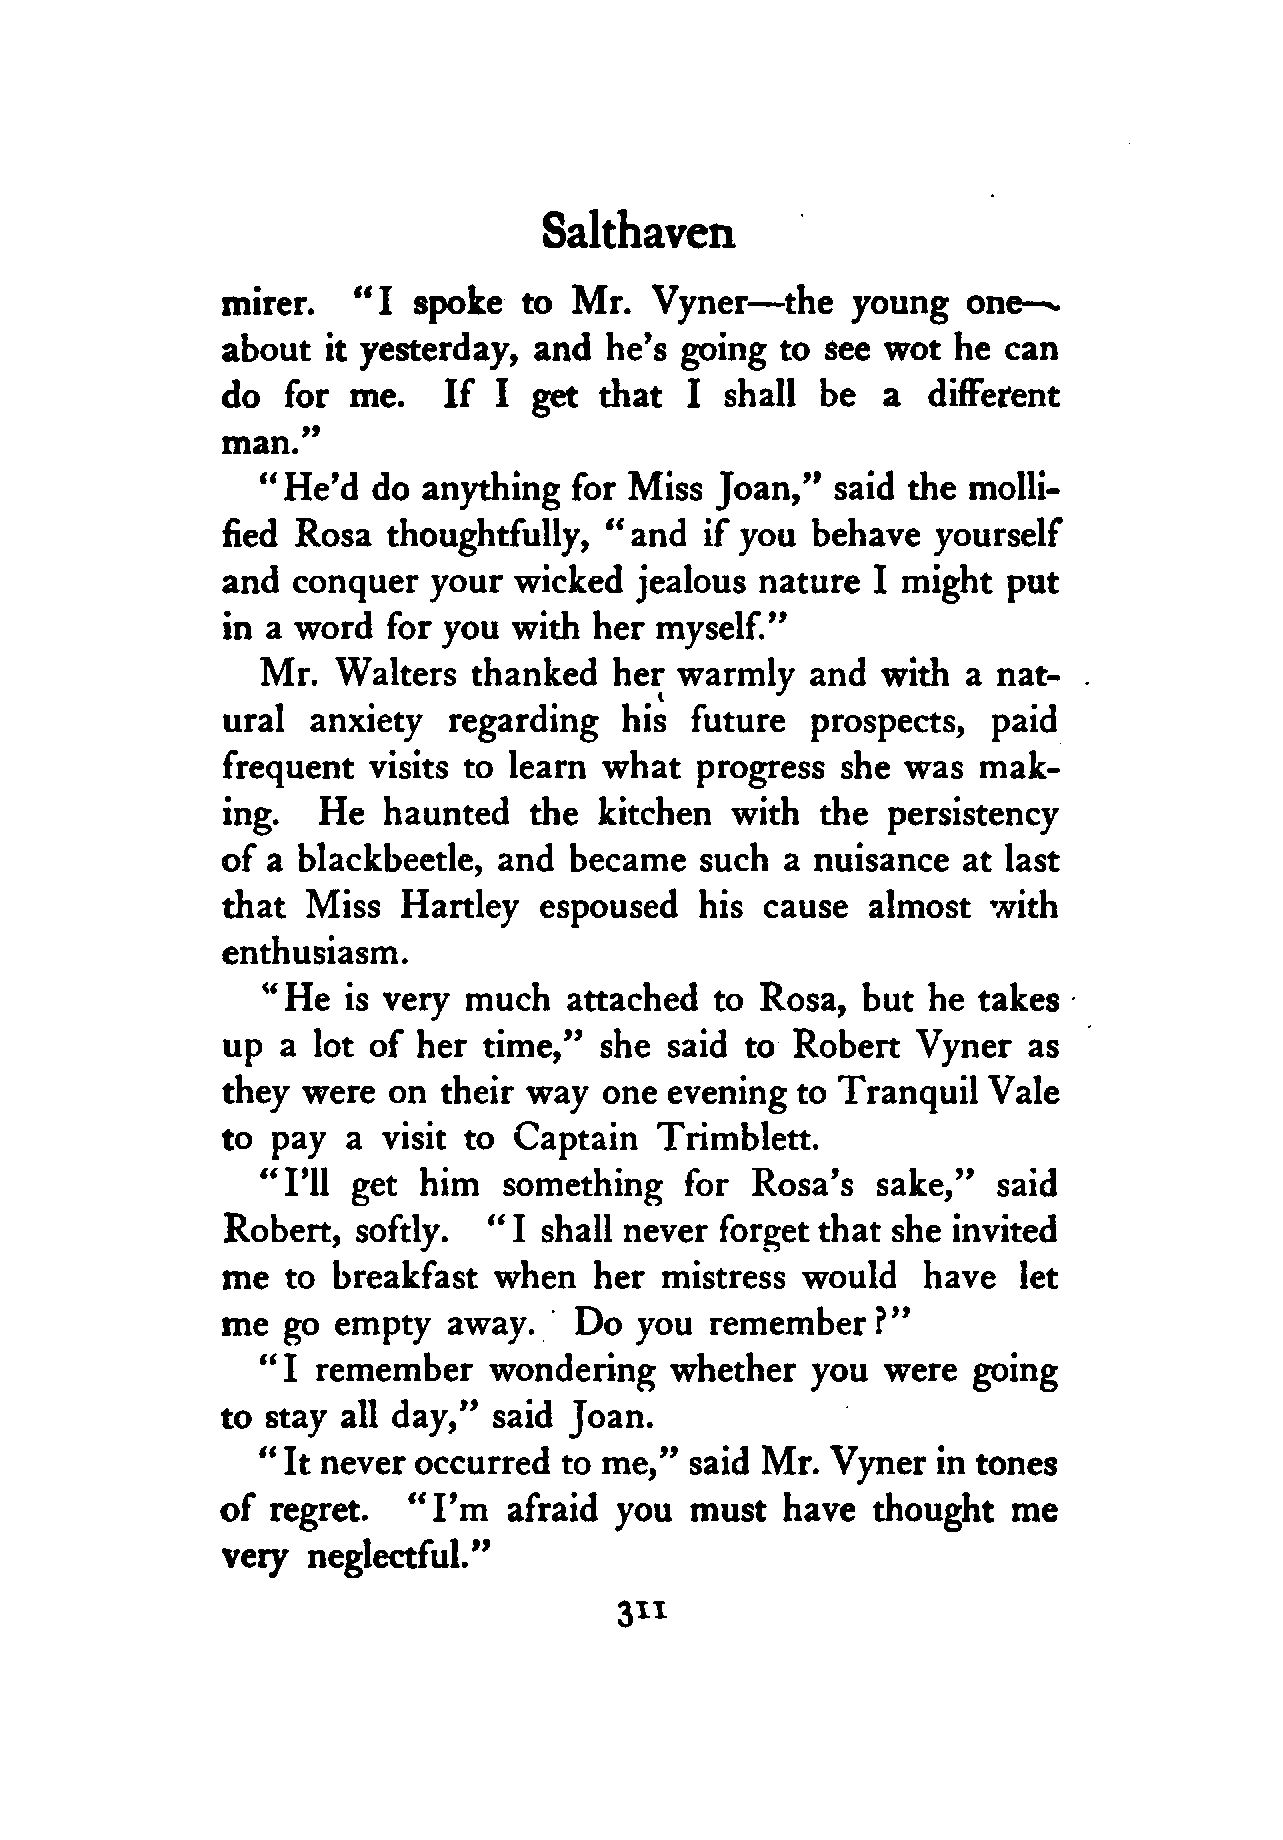 Salthaven
mirer. "I spoke to Mr. Vyner—the young one—
about it yesterday, and he's going to see wot he can
do for me. If I get that I shall be a different
man."
"He'd do anything for Miss Joan," said the molli-
fied Rosa thoughtfully, "and if you behave yourself
and conquer your wicked jealous nature I might put
in a word for you with her myself."
Mr. Walters thanked her warmly and with a nat-
ural anxiety regarding his future prospects, paid
frequent visits to learn what progress she was mak-
ing. He haunted the kitchen with the persistency
of a blackbeetle, and became such a nuisance at last
that Miss Hartley espoused his cause almost with
enthusiasm.
"He is very much attached to Rosa, but he takes
up a lot of her time," she said to Robert Vyner as
they were on their way one evening to Tranquil Vale
to pay a visit to Captain Trimblett.
"I'll get him something for Rosa's sake," said
Robert, softly. "I shall never forget that she invited
me to breakfast when her mistress would have let
me go empty away. Do you remember?"
"I remember wondering whether you were going
to stay all day," said Joan.
"It never occurred to me," said Mr. Vyner in tones
of regret. "I'm afraid you must have thought me
very neglectful."
311